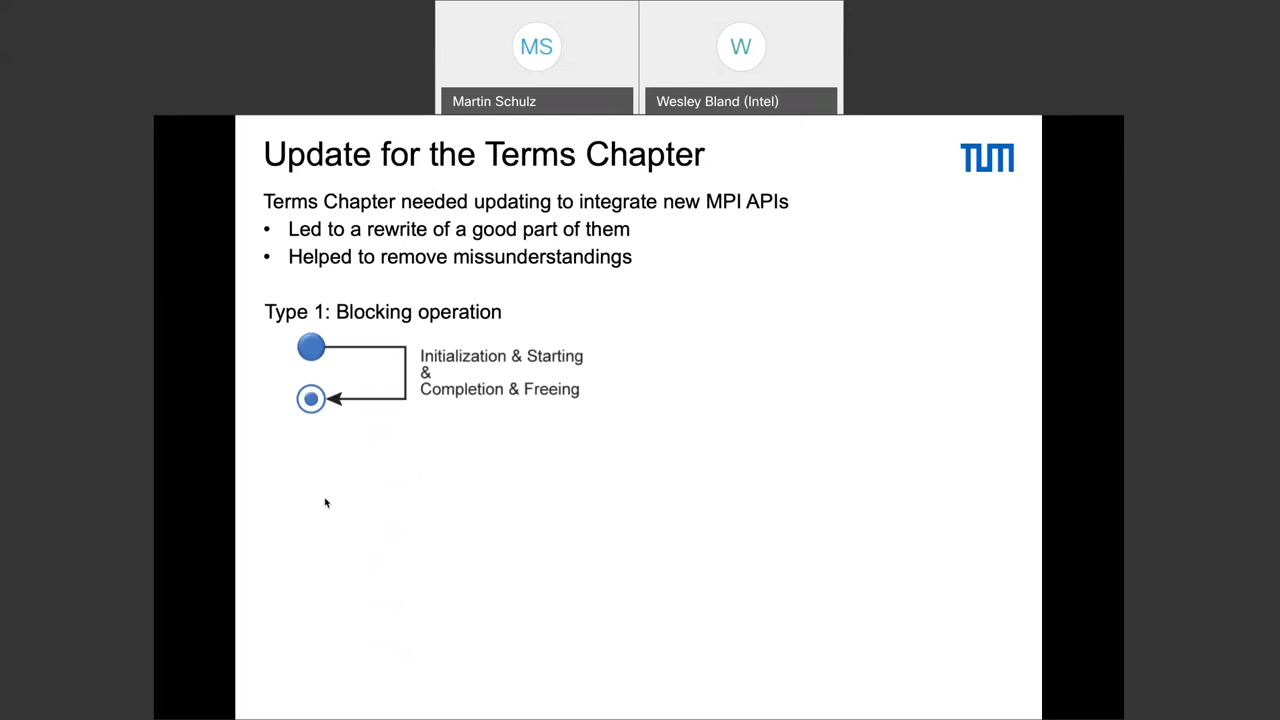 MS
W
Martin Schulz
Wesley Bland (Intel)
Update for the Terms Chapter
TUM
Terms Chapter needed updating to integrate new MPI APIs
• Led to a rewrite of a good part of them
• Helped to remove missunderstandings
Type 1: Blocking operation
Initialization & Starting
&
Completion & Freeing